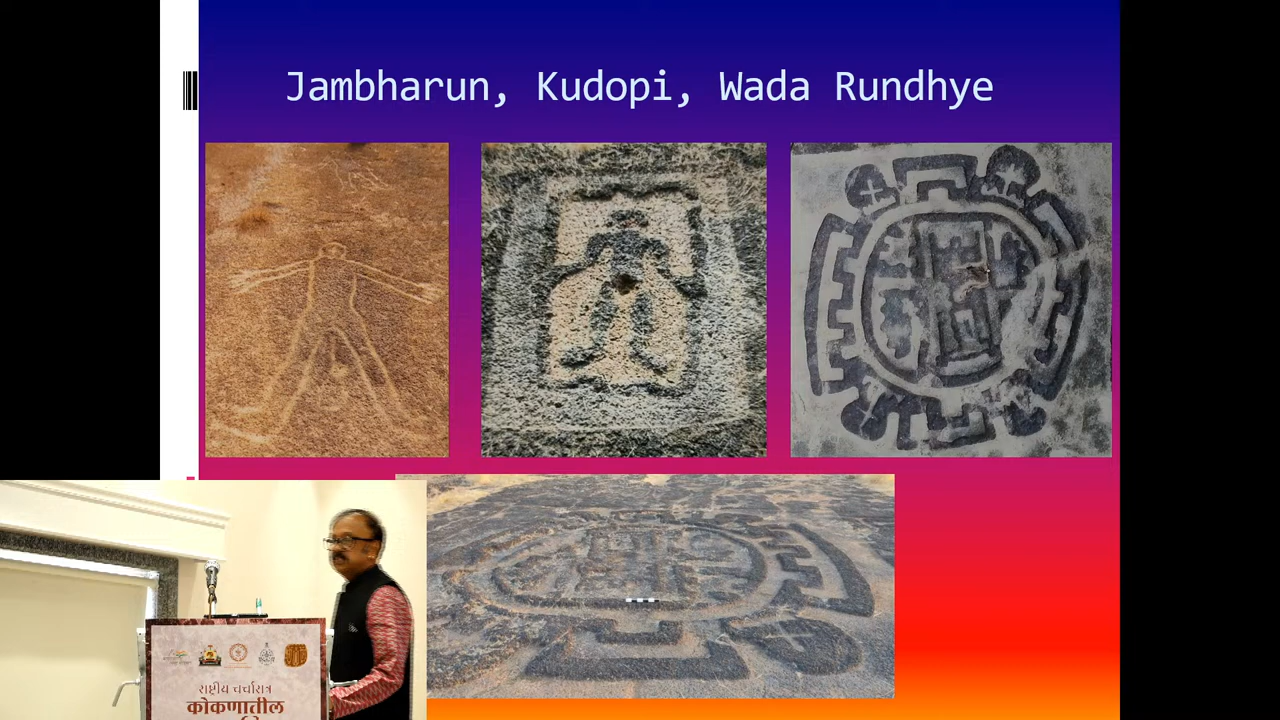 Jambharun, Kudopi, Wada Rundhye
राष्ट्रीय चर्चासत्र
कोकणातील